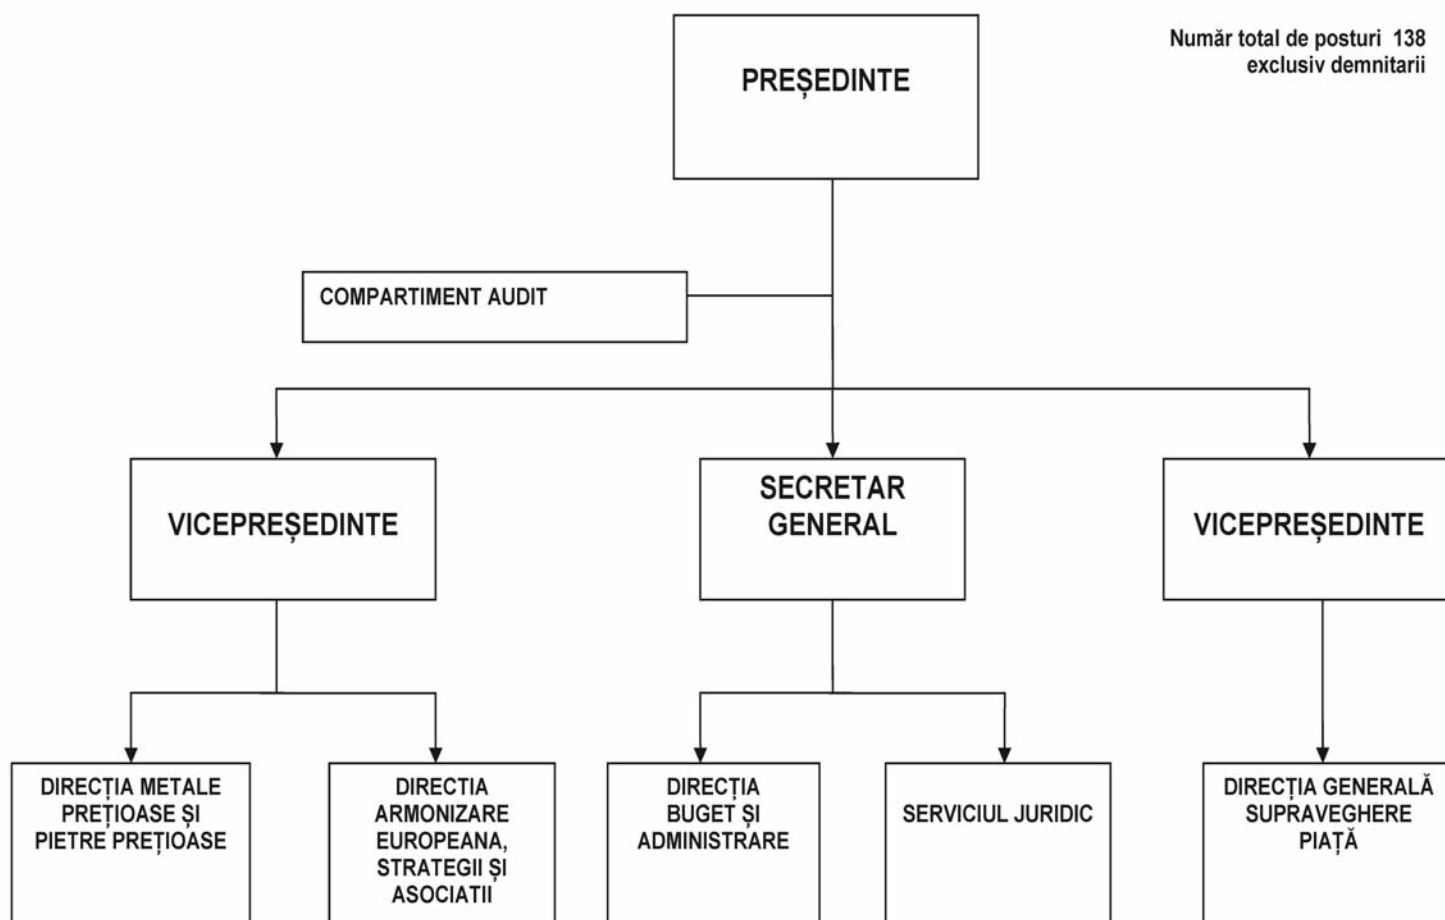 Număr total de posturi 138
exclusiv demnitarii
PREȘEDINTE
COMPARTIMENT AUDIT
VICEPREȘEDINTE
SECRETAR
GENERAL
VICEPREȘEDINTE
DIRECȚIA METALE
PREȚIOASE ȘI
PIETRE PREȚIOASE
DIRECTIA
ARMONIZARE
EUROPEANA,
STRATEGII ȘI
ASOCIATII
DIRECȚIA
BUGET ȘI
ADMINISTRARE
SERVICIUL JURIDIC
DIRECȚIA GENERALĂ
SUPRAVEGHERE
PIAȚĂ